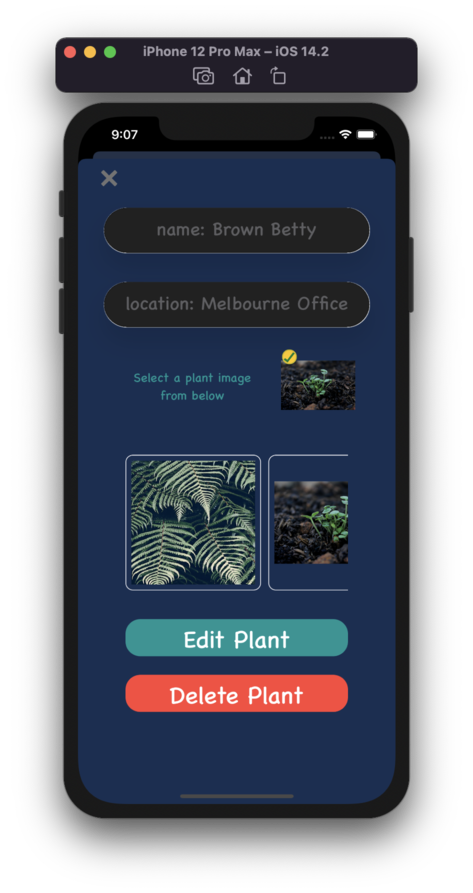 iPhone 12 Pro Max – iOS 14.2
9:07
name: Brown Betty
location: Melbourne Office
Select a plant image
from below
Edit Plant
Delete Plant